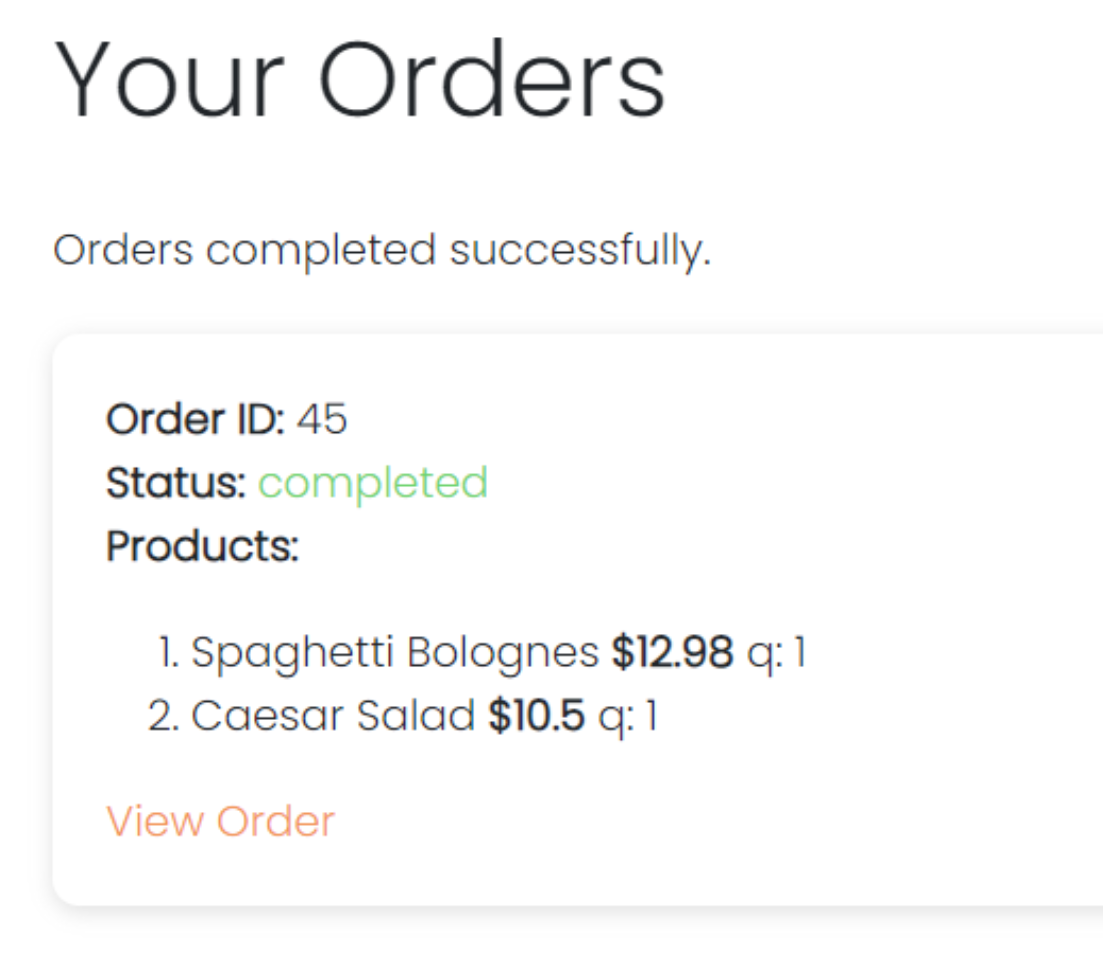 Your Orders
Orders completed successfully.
Order ID: 45
Status: completed
Products:
1. Spaghetti Bolognes $12.98 q: 1
2. Caesar Salad $10.5 q: 1
View Order